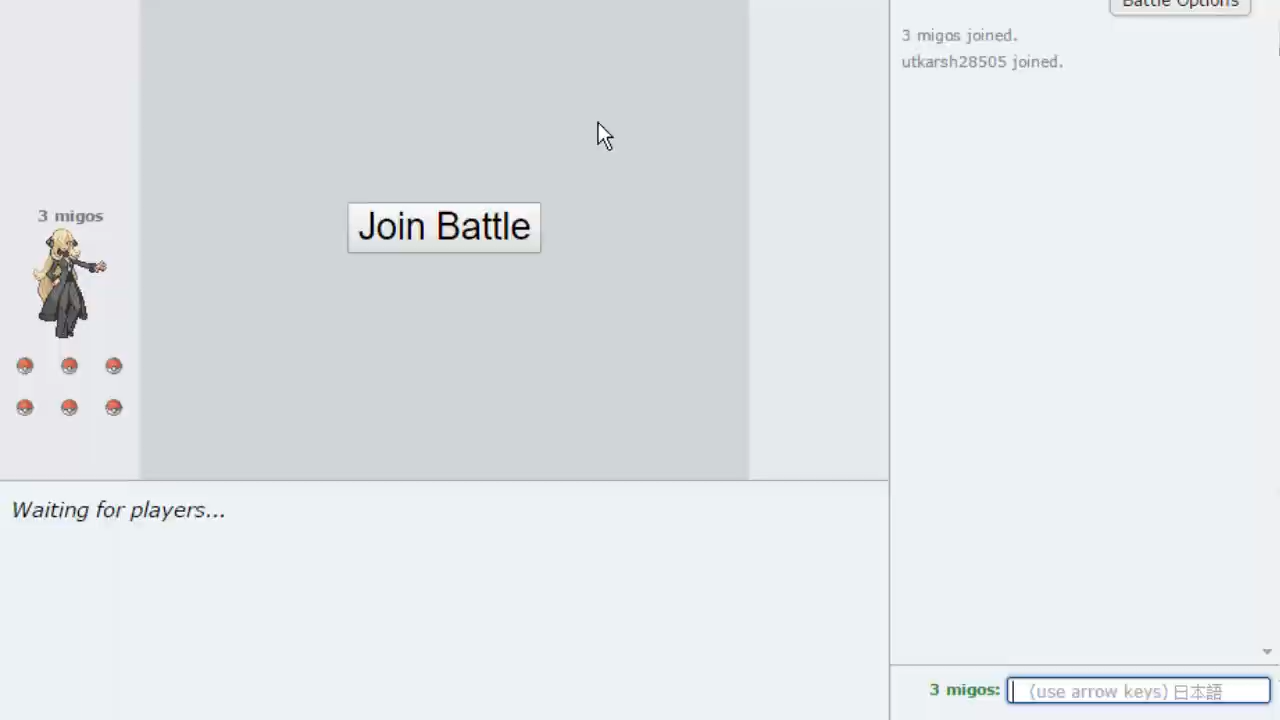 Battle Options
3 migos joined.
utkarsh28505 joined.
3 migos
Join Battle
Waiting for players...
3 migos: (use arrow keys) 日本語